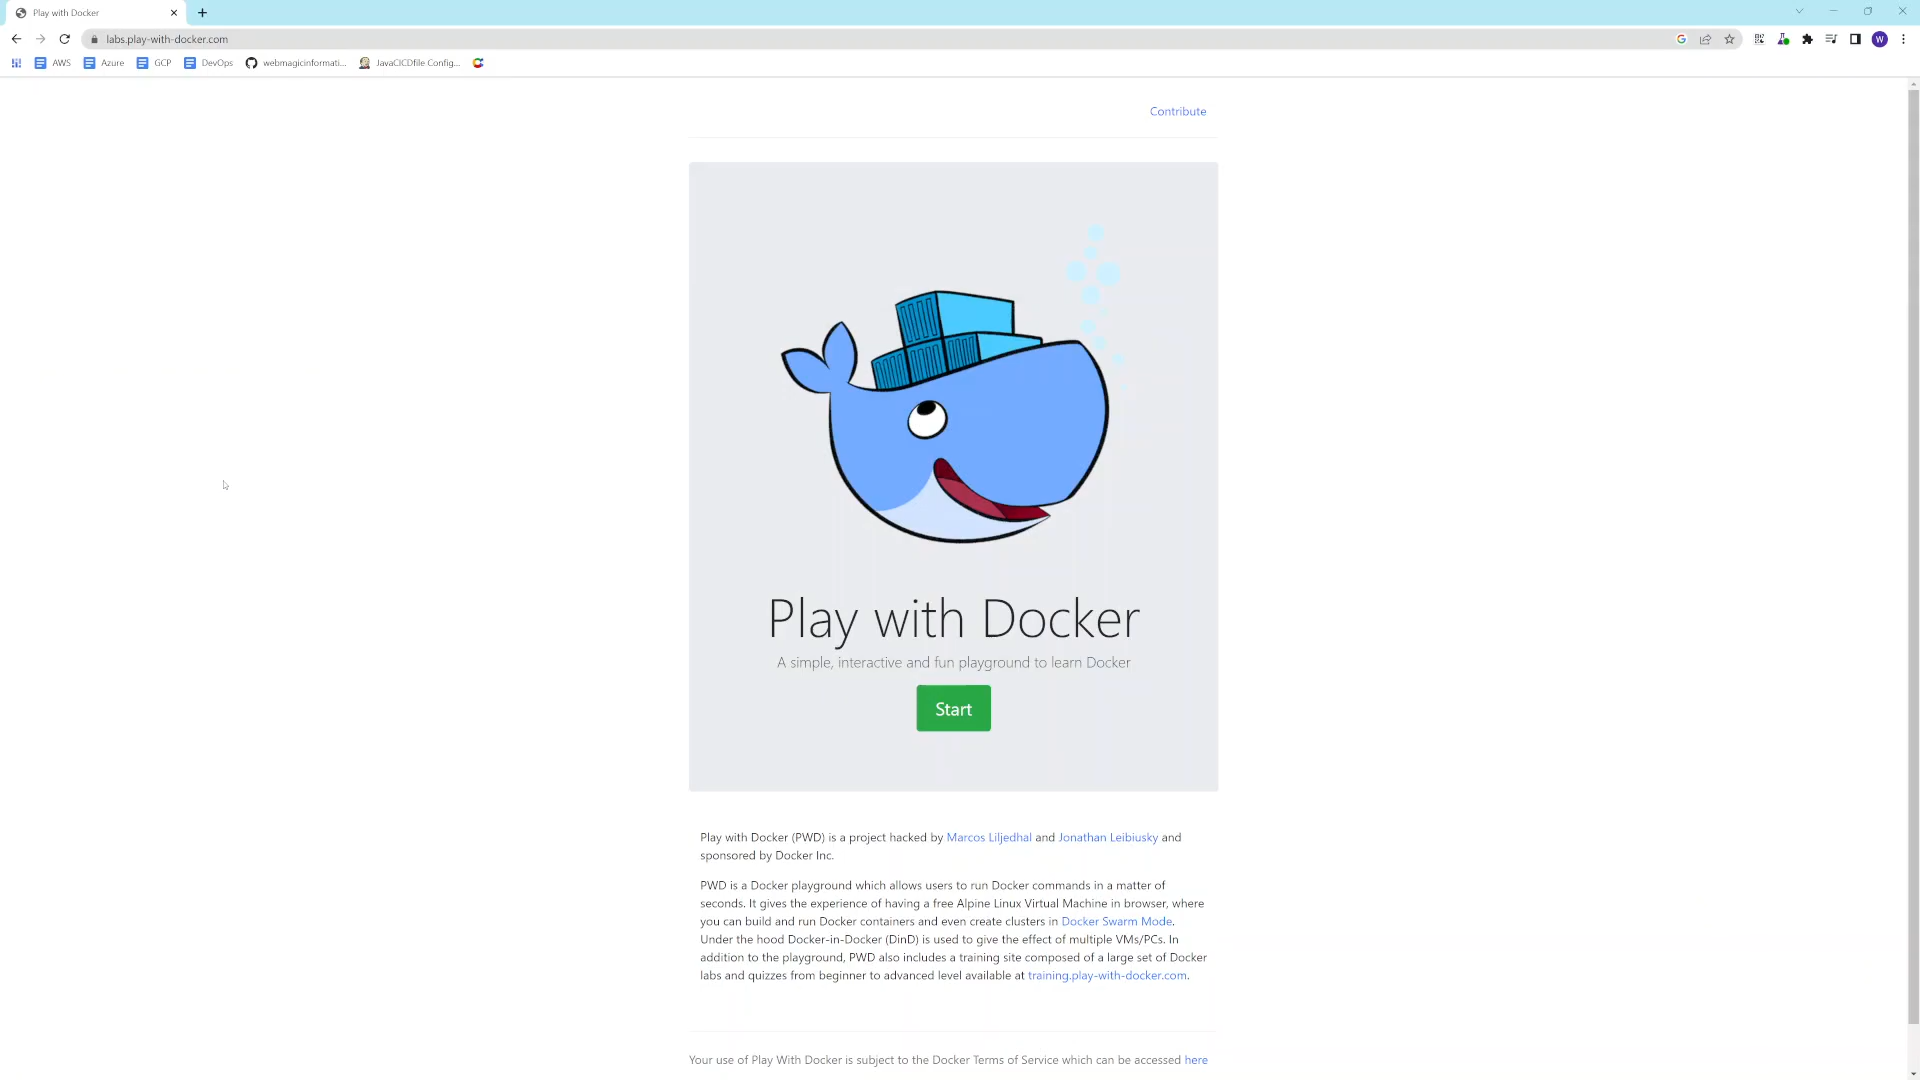 Play with Docker
labs.play-with-docker.com
W
AWS
Azure
GCP
DevOps
webmagicinformati...
JavaCICDfile Config...
Contribute
Play with Docker
A simple, interactive and fun playground to learn Docker
Start
Play with Docker (PWD) is a project hacked by Marcos Liljedhal and Jonathan Leibiusky and
sponsored by Docker Inc.
PWD is a Docker playground which allows users to run Docker commands in a matter of
seconds. It gives the experience of having a free Alpine Linux Virtual Machine in browser, where
you can build and run Docker containers and even create clusters in Docker Swarm Mode.
Under the hood Docker-in-Docker (DinD) is used to give the effect of multiple VMs/PCs. In
addition to the playground, PWD also includes a training site composed of a large set of Docker
labs and quizzes from beginner to advanced level available at training.play-with-docker.com.
Your use of Play With Docker is subject to the Docker Terms of Service which can be accessed here